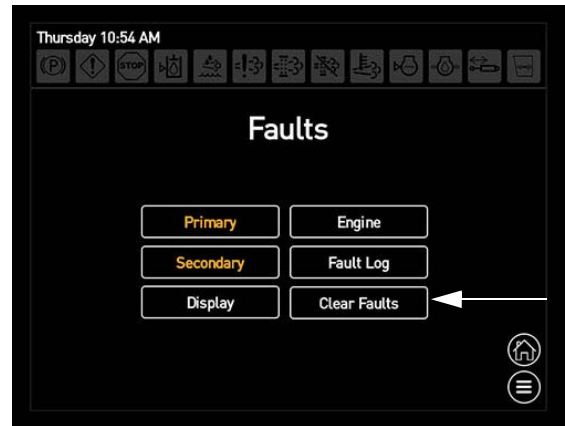 Thursday 10:54 AM
(P) STOP
Faults
Primary Engine
Secondary Fault Log
Display Clear Faults